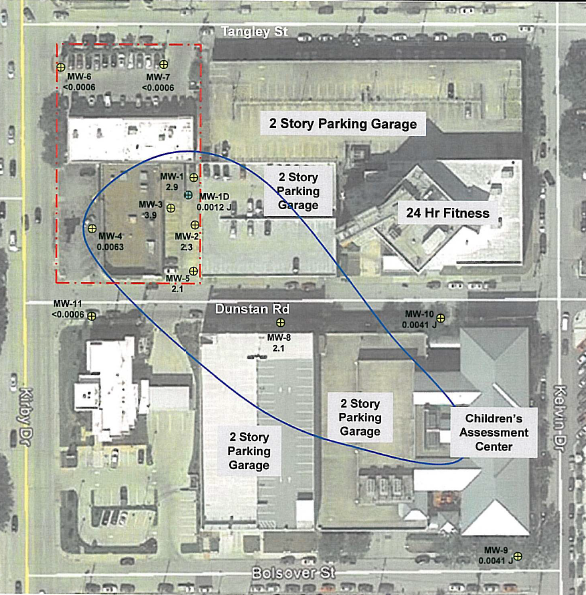 Tangley St
MW-6
<0.0006
MW-7
<0.0006
2 Story Parking Garage
MW-1
2.9
MW-1D
0.0012 J
2 Story
Parking
Garage
MW-3
3.9
24 Hr Fitness
MW-4
0.0063
MW-2
2.3
MW-5
2.1
MW-11
<0.0006
Dunstan Rd
MW-8
2.1
MW-10
0.0041 J
Kirby Dr
Kelvin Dr
2 Story
Parking
Garage
2 Story
Parking
Garage
Children's
Assessment
Center
MW-9
0.0041 J
Bolsover St